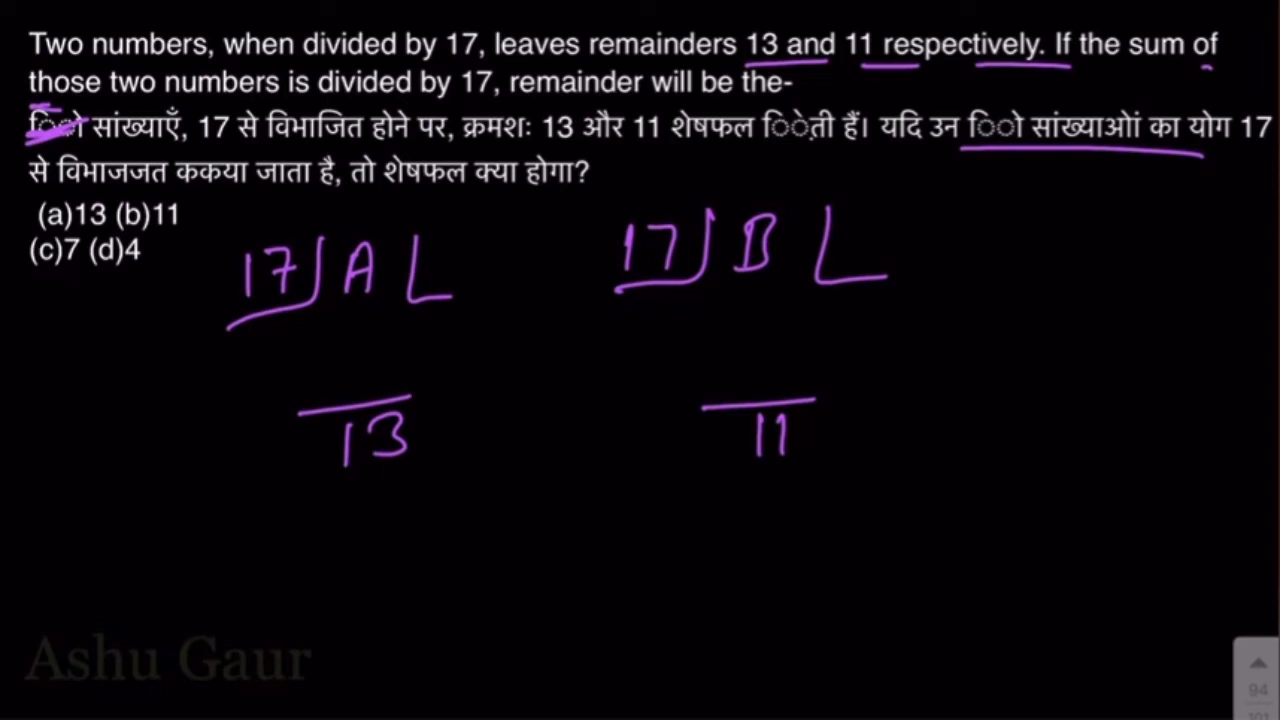 Two numbers, when divided by 17, leaves remainders 13 and 11 respectively. If the sum of
those two numbers is divided by 17, remainder will be the-
सांख्याएँ, 17 से विभाजित होने पर, क्रमशः 13 और 11 शेषफल िि◌े़ती हैं। यदि उन िि◌ो सांख्याओां का योग 17
से विभाजजत ककया जाता है, तो शेषफल क्या होगा?
(a)13 (b)11
(c)7 (d)4
17 A 17 B
13 11
Ashu Gaur
94
101